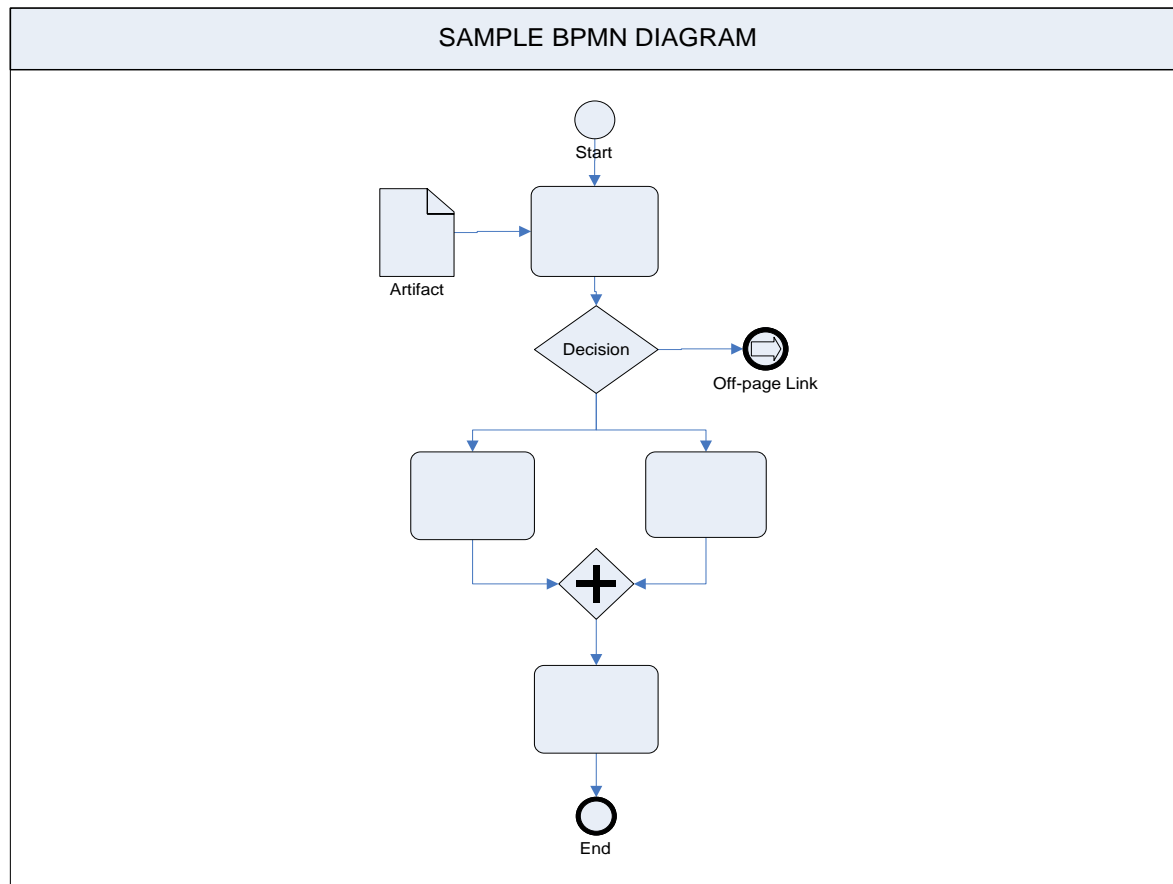 SAMPLE BPMN DIAGRAM
Start
Artifact
Decision
Off-page Link
End